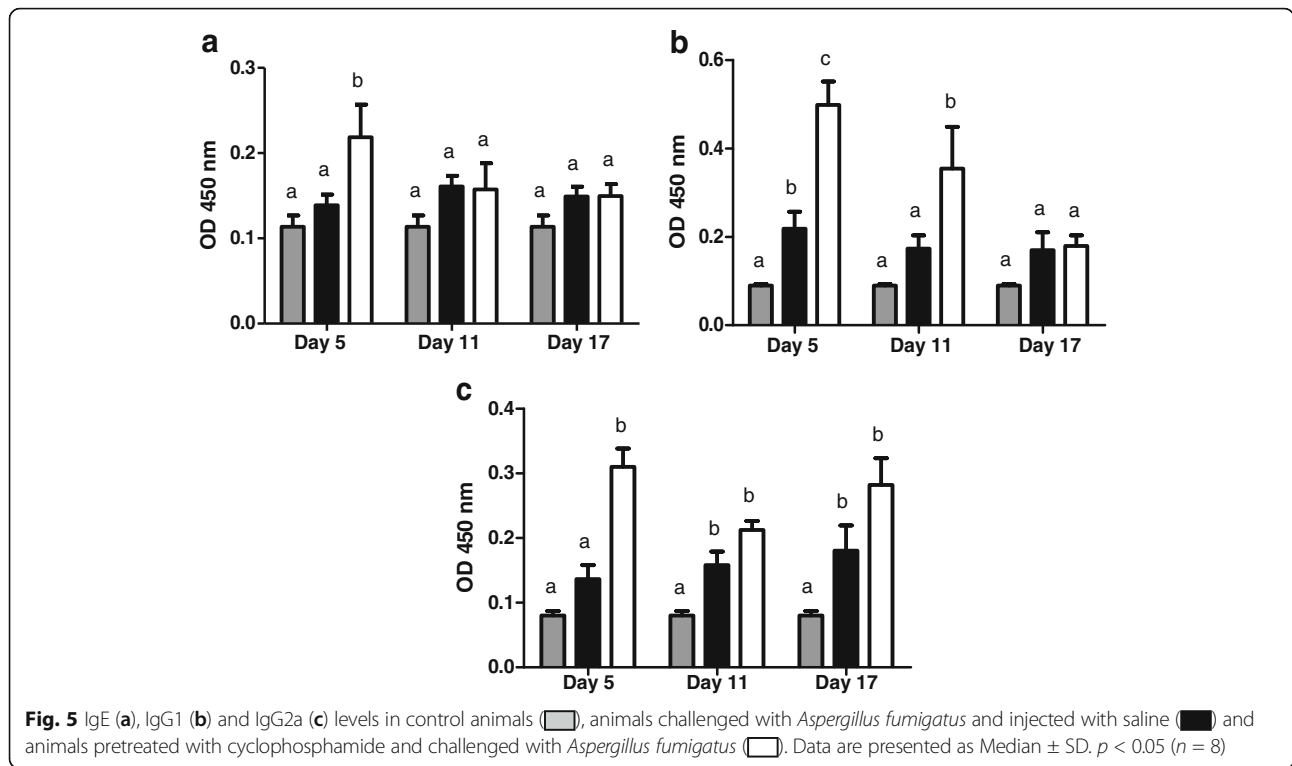 a
0.3
0.2
0.1
0.0
OD 450 nm
a a b
a a a
a a a
Day 5 Day 11 Day 17
b
0.6
0.4
0.2
0.0
OD 450 nm
a b c
a a b
a a a
Day 5 Day 11 Day 17
c
0.4
0.3
0.2
0.1
0.0
OD 450 nm
a a b
a b b
a b b
Day 5 Day 11 Day 17
Fig. 5 IgE (a), IgG1 (b) and IgG2a (c) levels in control animals ( ), animals challenged with Aspergillus fumigatus and injected with saline ( ) and
animals pretreated with cyclophosphamide and challenged with Aspergillus fumigatus ( ). Data are presented as Median ± SD. p < 0.05 (n = 8)